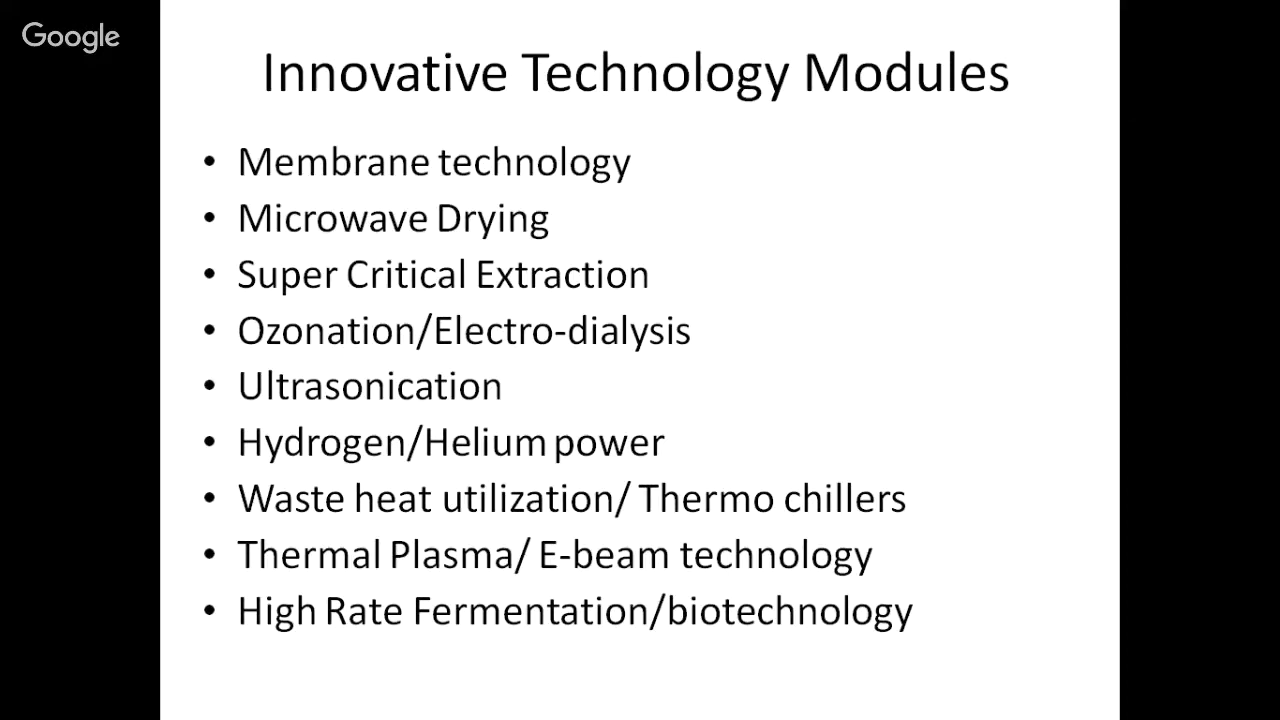 Google
Innovative Technology Modules
• Membrane technology
• Microwave Drying
• Super Critical Extraction
• Ozonation/Electro-dialysis
• Ultrasonication
• Hydrogen/Helium power
• Waste heat utilization/ Thermo chillers
• Thermal Plasma/ E-beam technology
• High Rate Fermentation/biotechnology